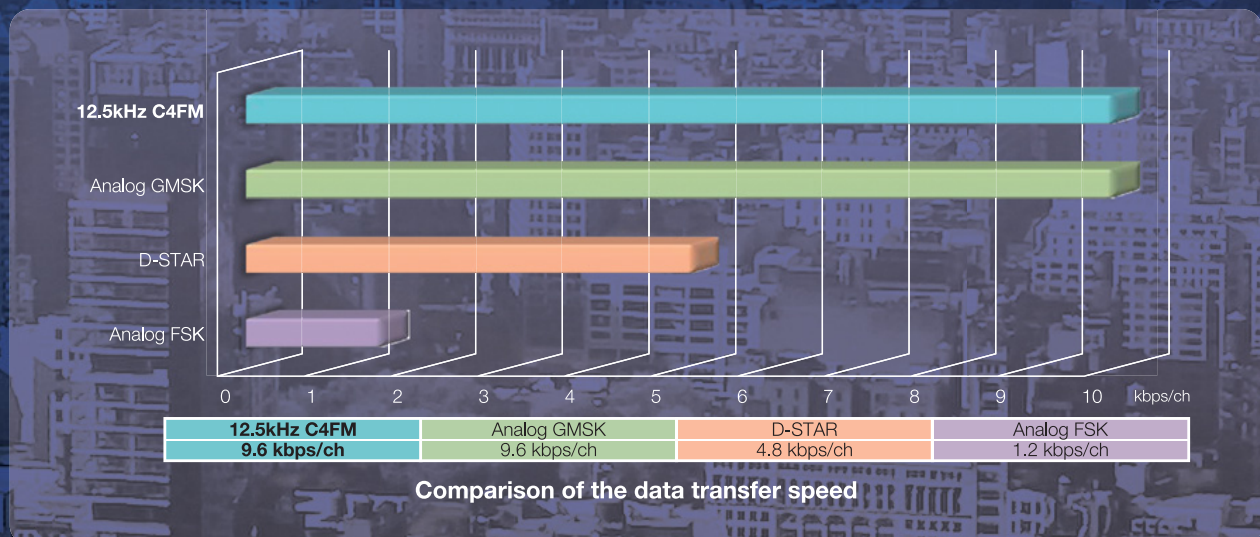 12.5kHz C4FM
Analog GMSK
D-STAR
Analog FSK
0 1 2 3 4 5 6 7 8 9 10 kbps/ch
12.5kHz C4FM Analog GMSK D-STAR Analog FSK
9.6 kbps/ch 9.6 kbps/ch 4.8 kbps/ch 1.2 kbps/ch
Comparison of the data transfer speed